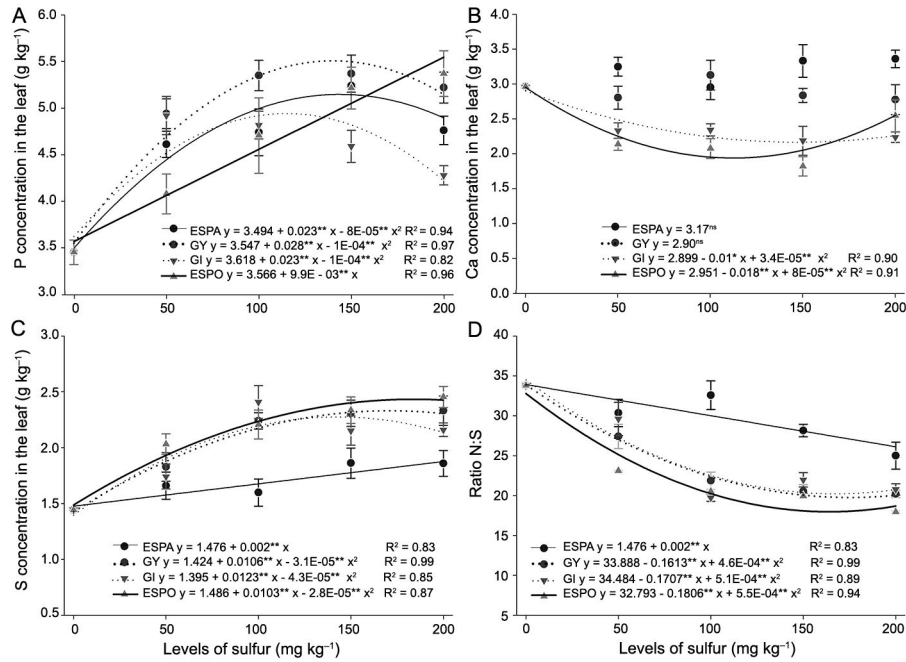 A
P concentration in the leaf (g kg⁻¹)
6.0
5.5
5.0
4.5
4.0
3.5
3.0
0 50 100 150 200
ESPA y = 3.494 + 0.023** x - 8E-05** x² R² = 0.94
GY y = 3.547 + 0.028** x - 1E-04** x² R² = 0.97
GI y = 3.618 + 0.023** x - 1E-04** x² R² = 0.82
ESPO y = 3.566 + 9.9E - 03** x R² = 0.96
B
Ca concentration in the leaf (g kg⁻¹)
4.0
3.5
3.0
2.5
2.0
1.5
1.0
0.5
0.0
0 50 100 150 200
ESPA y = 3.17ⁿˢ
GY y = 2.90ⁿˢ
GI y = 2.899 - 0.01* x + 3.4E-05** x² R² = 0.90
ESPO y = 2.951 - 0.018** x + 8E-05** x² R² = 0.91
C
S concentration in the leaf (g kg⁻¹)
3.0
2.5
2.0
1.5
1.0
0.5
0 50 100 150 200
Levels of sulfur (mg kg⁻¹)
ESPA y = 1.476 + 0.002** x R² = 0.83
GY y = 1.424 + 0.0106** x - 3.1E-05** x² R² = 0.99
GI y = 1.395 + 0.0123** x - 4.3E-05** x² R² = 0.85
ESPO y = 1.486 + 0.0103** x - 2.8E-05** x² R² = 0.87
D
Ratio N:S
40
35
30
25
20
15
10
5
0 50 100 150 200
Levels of sulfur (mg kg⁻¹)
ESPA y = 1.476 + 0.002** x R² = 0.83
GY y = 33.888 - 0.1613** x + 4.6E-04** x² R² = 0.99
GI y = 34.484 - 0.1707** x + 5.1E-04** x² R² = 0.89
ESPO y = 32.793 - 0.1806** x + 5.5E-04** x² R² = 0.94